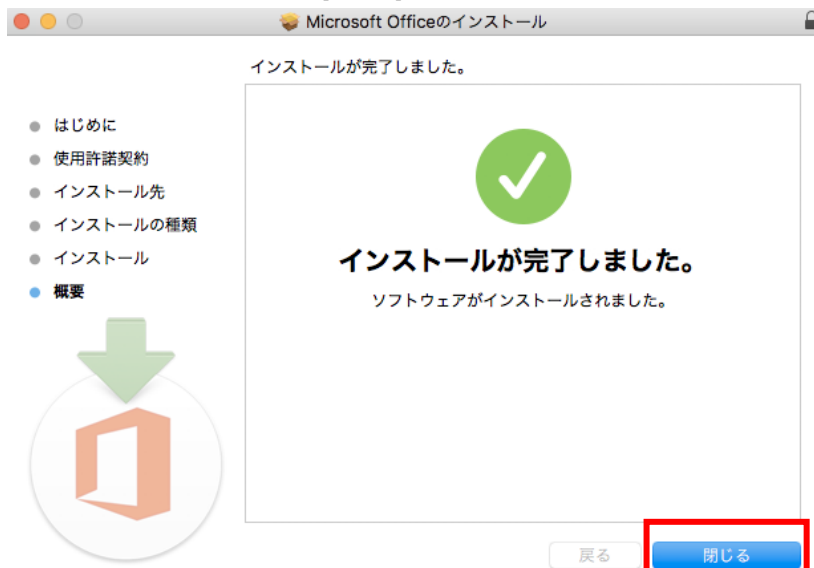 Microsoft Officeのインストール
インストールが完了しました。
はじめに
使用許諾契約
インストール先
インストールの種類
インストール
概要
インストールが完了しました。
ソフトウェアがインストールされました。
戻る
閉じる